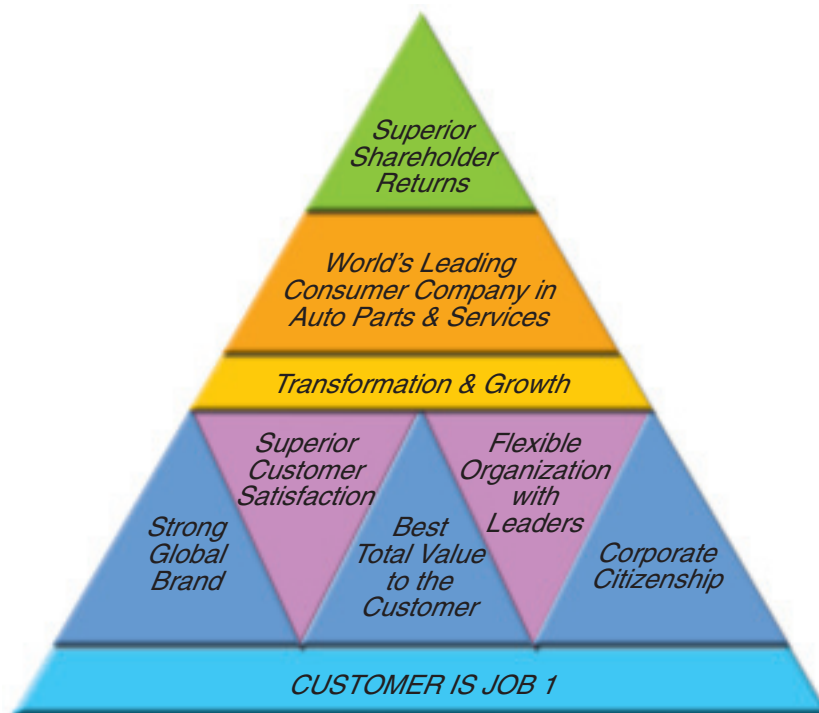 Superior
Shareholder
Returns
World's Leading
Consumer Company in
Auto Parts & Services
Transformation & Growth
Strong
Global
Brand
Superior
Customer
Satisfaction
Best
Total Value
to the
Customer
Flexible
Organization
with
Leaders
Corporate
Citizenship
CUSTOMER IS JOB 1